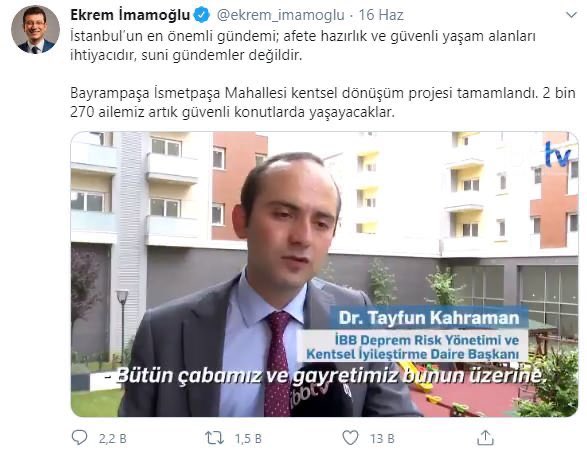 Ekrem İmamoğlu @ekrem_imamoglu · 16 Haz
İstanbul'un en önemli gündemi; afete hazırlık ve güvenli yaşam alanları
ihtiyacıdır, suni gündemler değildir.
Bayrampaşa İsmetpaşa Mahallesi kentsel dönüşüm projesi tamamlandı. 2 bin
270 ailemiz artık güvenli konutlarda yaşayacaklar.
tv
Dr. Tayfun Kahraman
İBB Deprem Risk Yönetimi ve
Kentsel İyileştirme Daire Başkanı
- Bütün çabamız ve gayretimiz bunun üzerine.
ibbtv
2,2 B 1,5 B 13 B